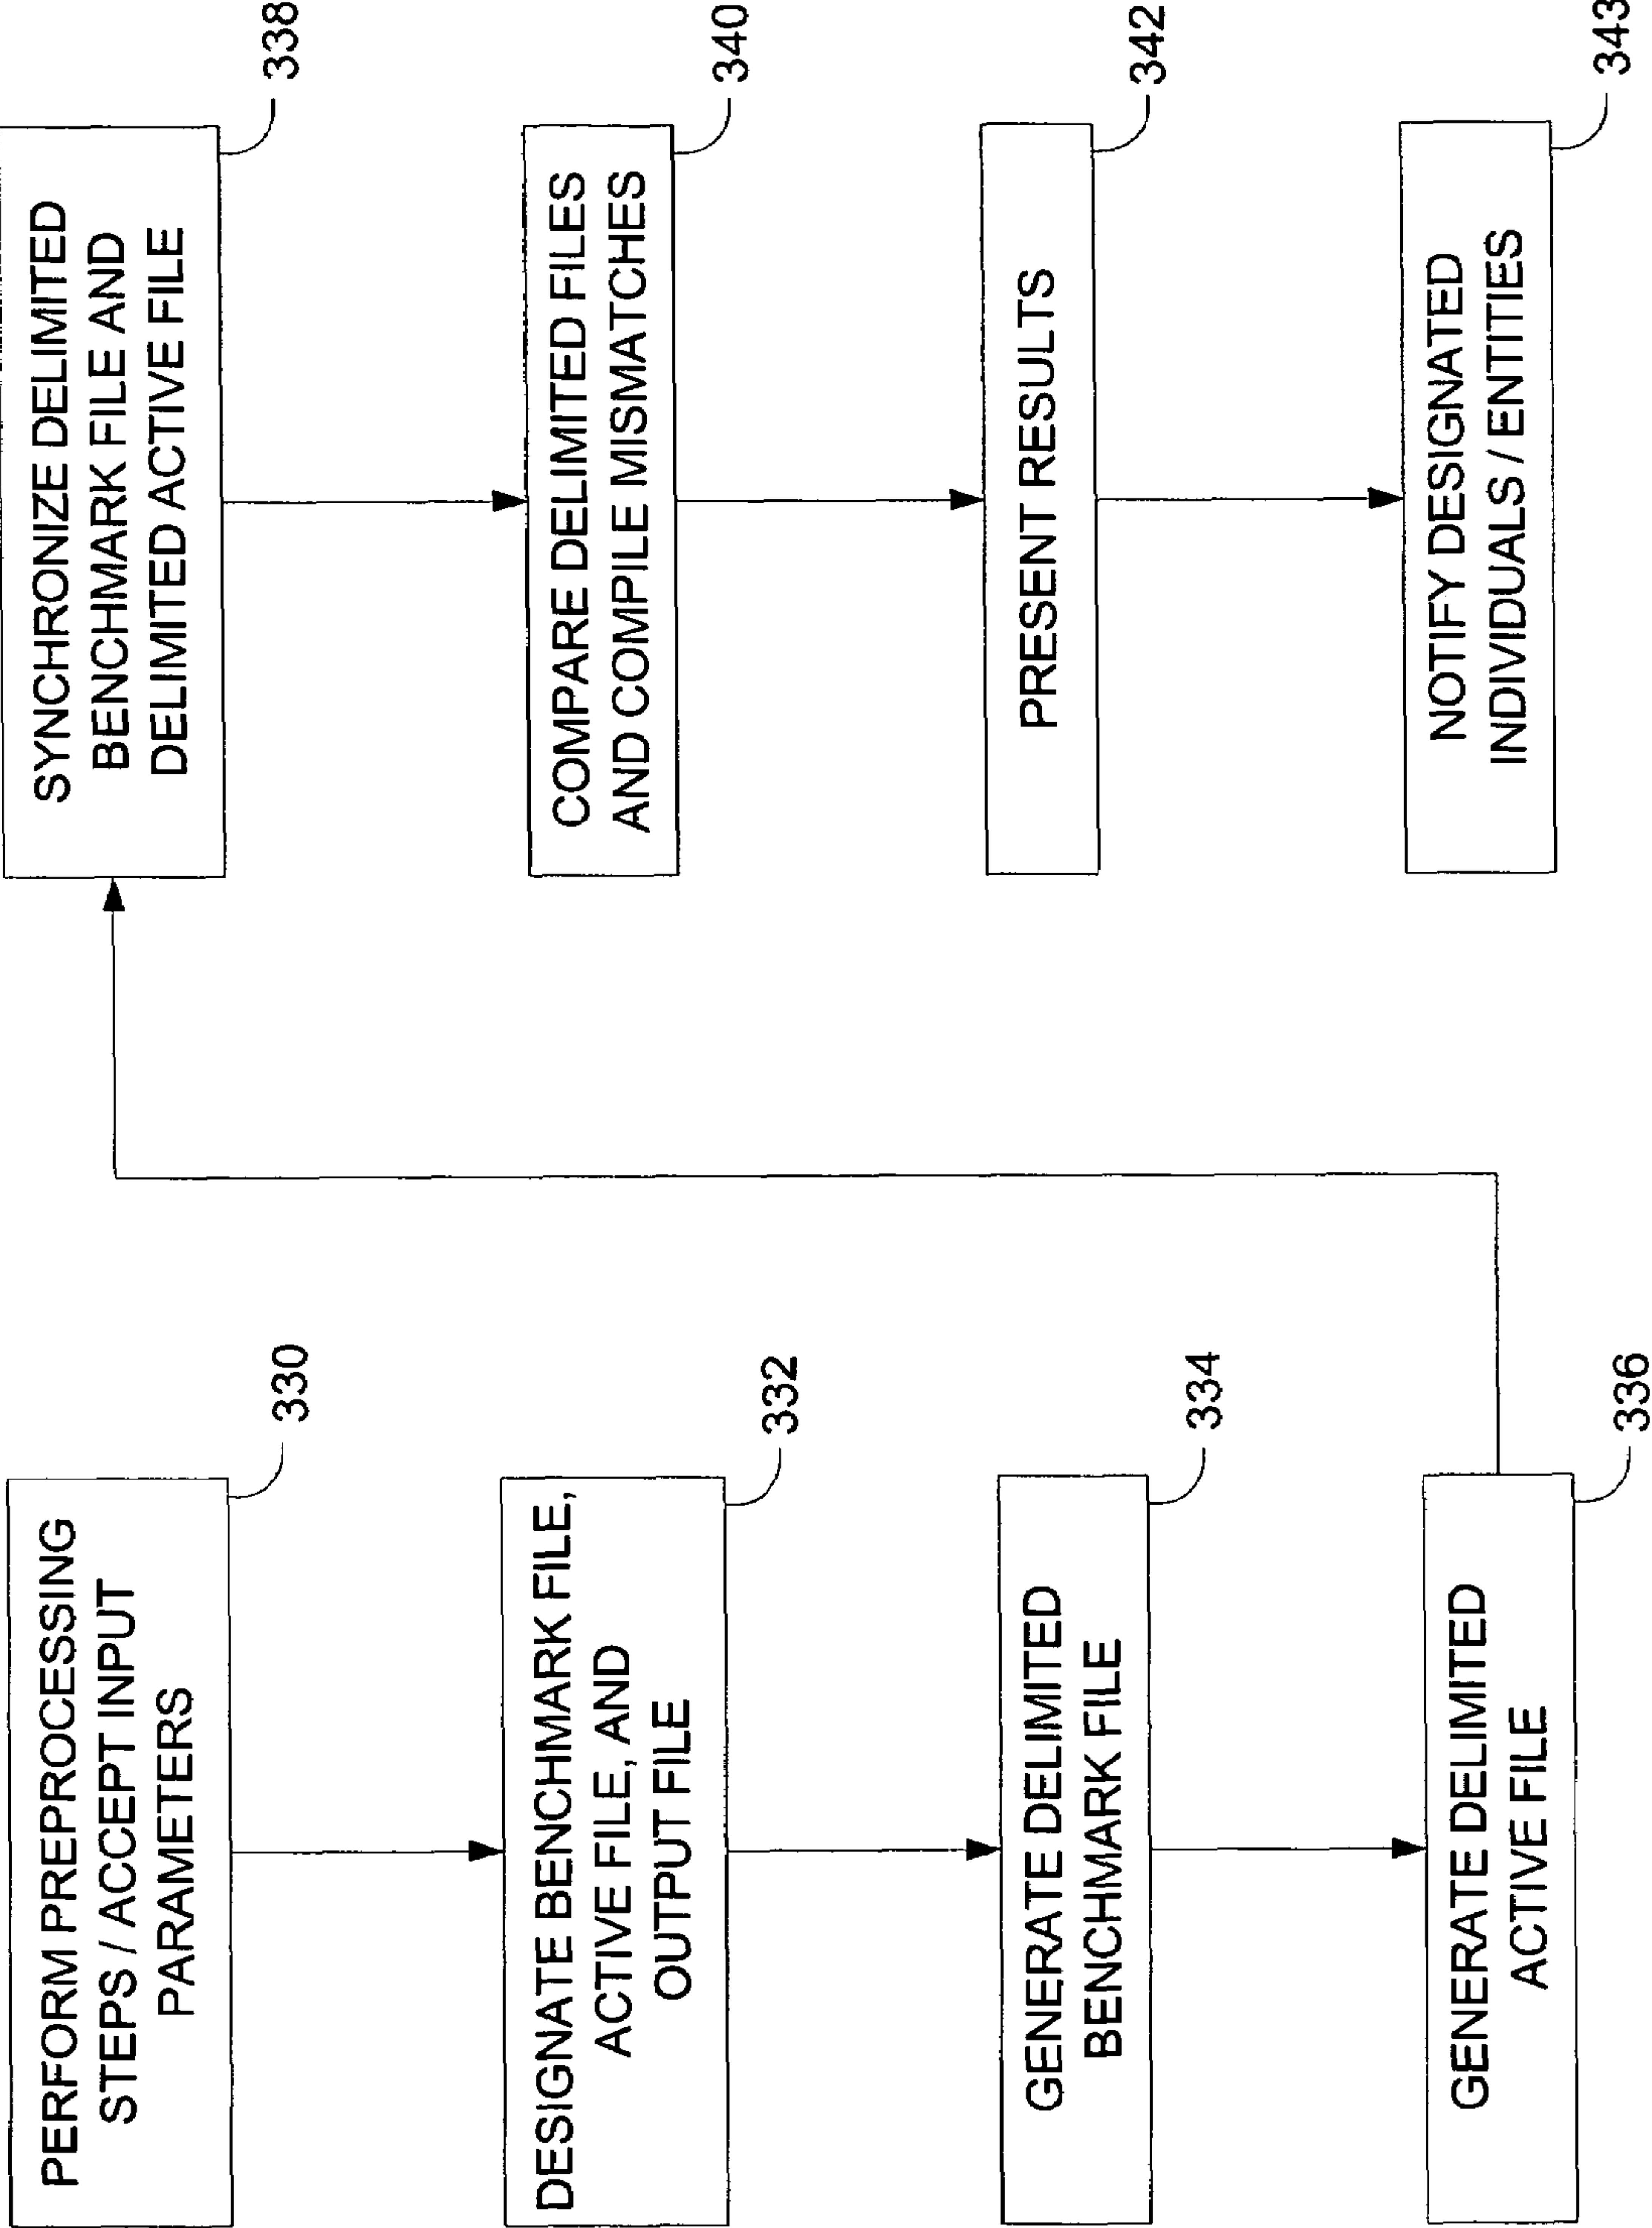 PERFORM PREPROCESSING
STEPS / ACCEPT INPUT
PARAMETERS
330
DESIGNATE BENCHMARK FILE,
ACTIVE FILE, AND
OUTPUT FILE
332
GENERATE DELIMITED
BENCHMARK FILE
334
GENERATE DELIMITED
ACTIVE FILE
336
SYNCHRONIZE DELIMITED
BENCHMARK FILE AND
DELIMITED ACTIVE FILE
338
COMPARE DELIMITED FILES
AND COMPILE MISMATCHES
340
PRESENT RESULTS
342
NOTIFY DESIGNATED
INDIVIDUALS / ENTITIES
343